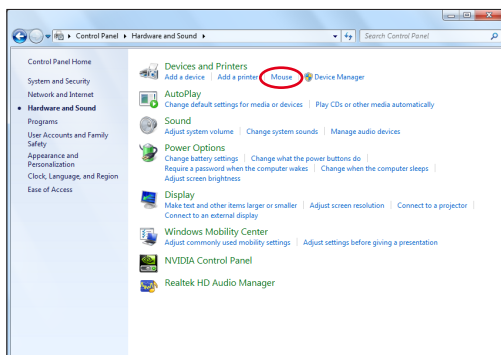 Control Panel ▸ Hardware and Sound ▸
Search Control Panel
Control Panel Home
System and Security
Network and Internet
Hardware and Sound
Programs
User Accounts and Family
Safety
Appearance and
Personalization
Clock, Language, and Region
Ease of Access
Devices and Printers
Add a device | Add a printer | Mouse | Device Manager
AutoPlay
Change default settings for media or devices | Play CDs or other media automatically
Sound
Adjust system volume | Change system sounds | Manage audio devices
Power Options
Change battery settings | Change what the power buttons do |
Require a password when the computer wakes | Change when the computer sleeps |
Adjust screen brightness
Display
Make text and other items larger or smaller | Adjust screen resolution | Connect to a projector |
Connect to an external display
Windows Mobility Center
Adjust commonly used mobility settings | Adjust settings before giving a presentation
NVIDIA Control Panel
Realtek HD Audio Manager